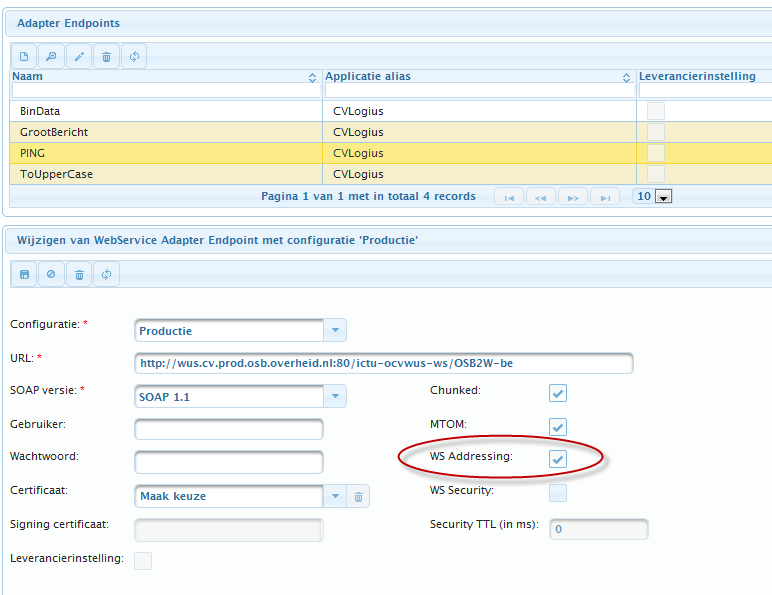 Adapter Endpoints
Naam Applicatie alias Leverancierinstelling
BinData CVLogius
GrootBericht CVLogius
PING CVLogius
ToUpperCase CVLogius
Pagina 1 van 1 met in totaal 4 records 10
Wijzigen van WebService Adapter Endpoint met configuratie 'Productie'
Configuratie: * Productie
URL: * http://wus.cv.prod.osb.overheid.nl:80/ictu-ocvwus-ws/OSB2W-be
SOAP versie: * SOAP 1.1 Chunked:
Gebruiker: MTOM:
Wachtwoord: WS Addressing:
Certificaat: Maak keuze WS Security:
Signing certificaat: Security TTL (in ms): 0
Leverancierinstelling: